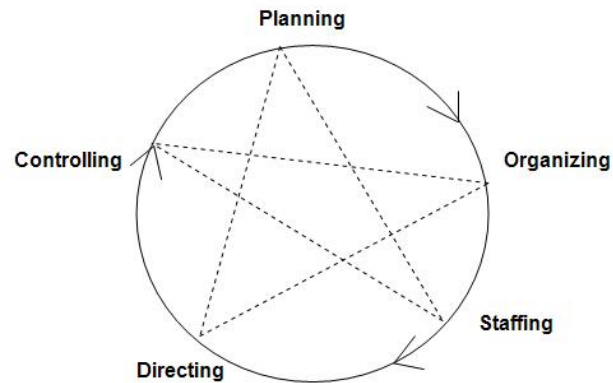 Planning
Organizing
Controlling
Staffing
Directing